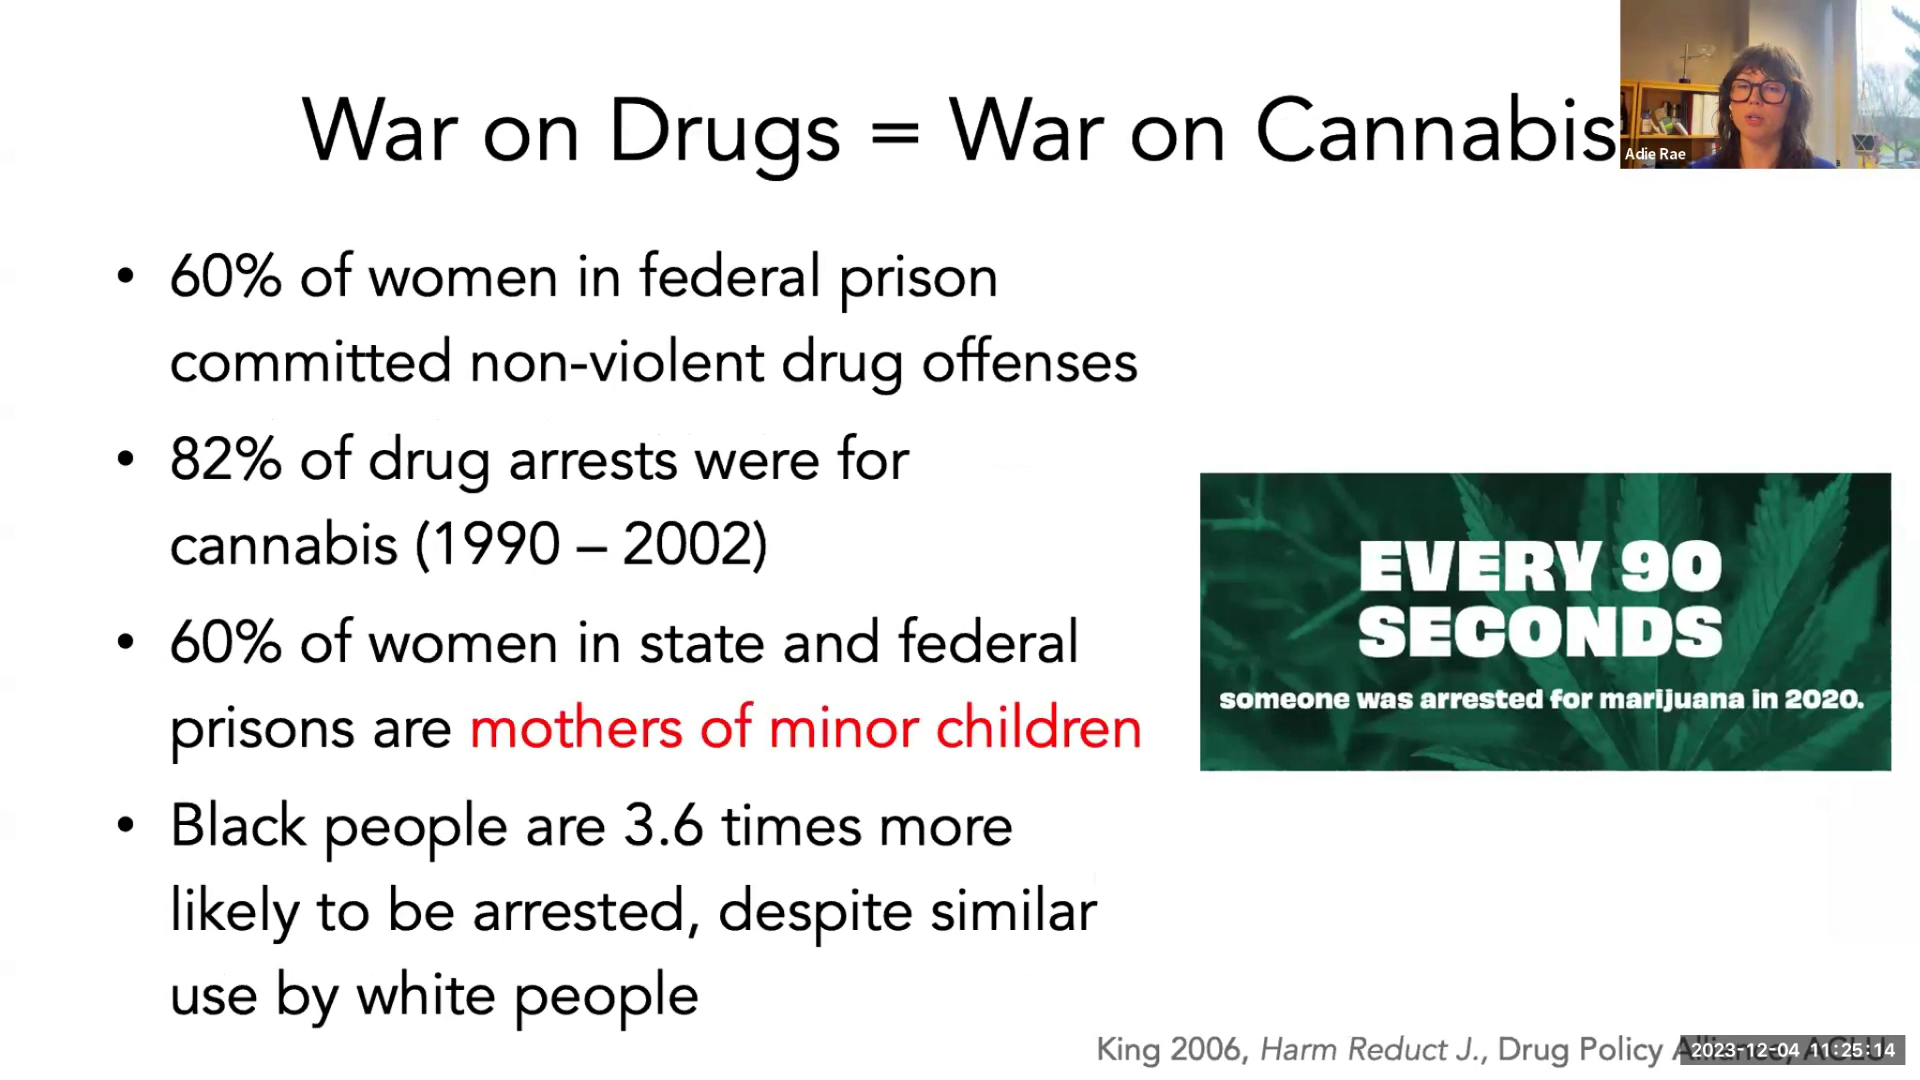 War on Drugs = War on Cannabis
Adie Rae
• 60% of women in federal prison
committed non-violent drug offenses
• 82% of drug arrests were for
cannabis (1990 – 2002)
• 60% of women in state and federal
prisons are mothers of minor children
• Black people are 3.6 times more
likely to be arrested, despite similar
use by white people
EVERY 90
SECONDS
someone was arrested for marijuana in 2020.
King 2006, Harm Reduct J., Drug Policy Alliance, ACLU
2023-12-04 11:25:14